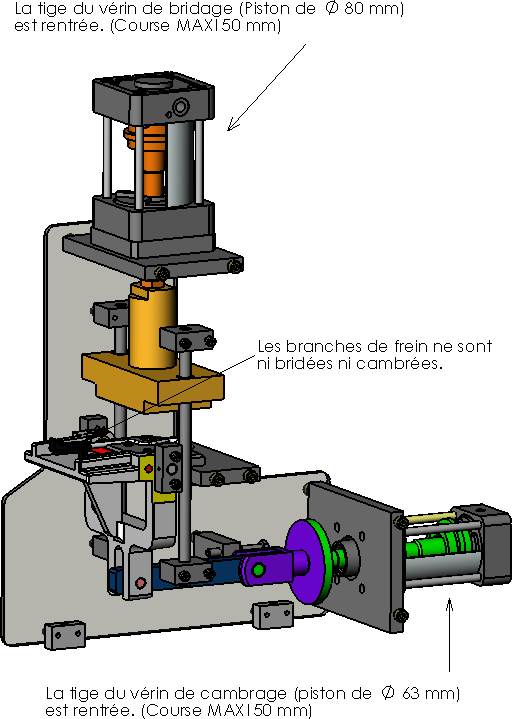 La tige du vérin de bridage (Piston de Ø 80 mm)
est rentrée. (Course MAX150 mm)
Les branches de frein ne sont
ni bridées ni cambrées.
La tige du vérin de cambrage (piston de Ø 63 mm)
est rentrée. (Course MAX150 mm)